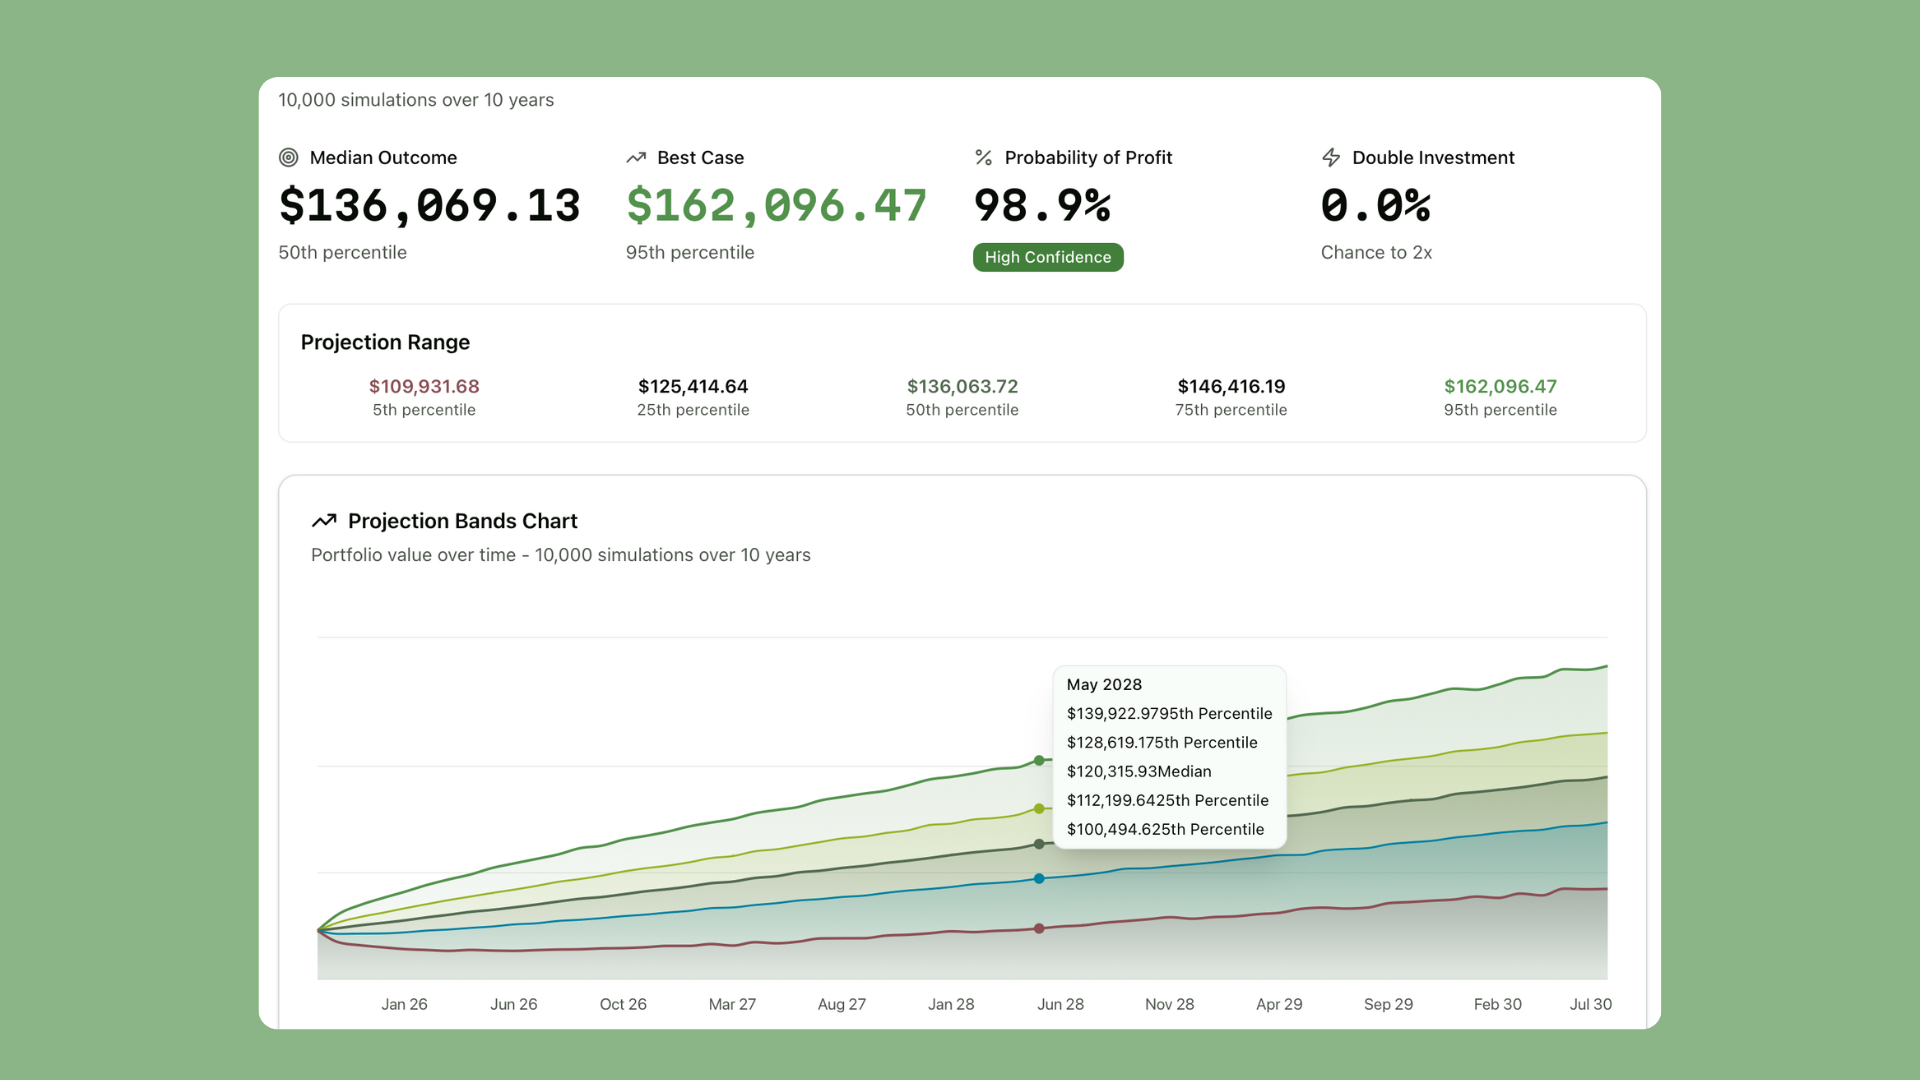 10,000 simulations over 10 years
Median Outcome
$136,069.13
50th percentile
Best Case
$162,096.47
95th percentile
Probability of Profit
98.9%
High Confidence
Double Investment
0.0%
Chance to 2x
Projection Range
$109,931.68
5th percentile
$125,414.64
25th percentile
$136,063.72
50th percentile
$146,416.19
75th percentile
$162,096.47
95th percentile
Projection Bands Chart
Portfolio value over time - 10,000 simulations over 10 years
May 2028
$139,922.9795th Percentile
$128,619.175th Percentile
$120,315.93Median
$112,199.6425th Percentile
$100,494.625th Percentile
Jan 26
Jun 26
Oct 26
Mar 27
Aug 27
Jan 28
Jun 28
Nov 28
Apr 29
Sep 29
Feb 30
Jul 30